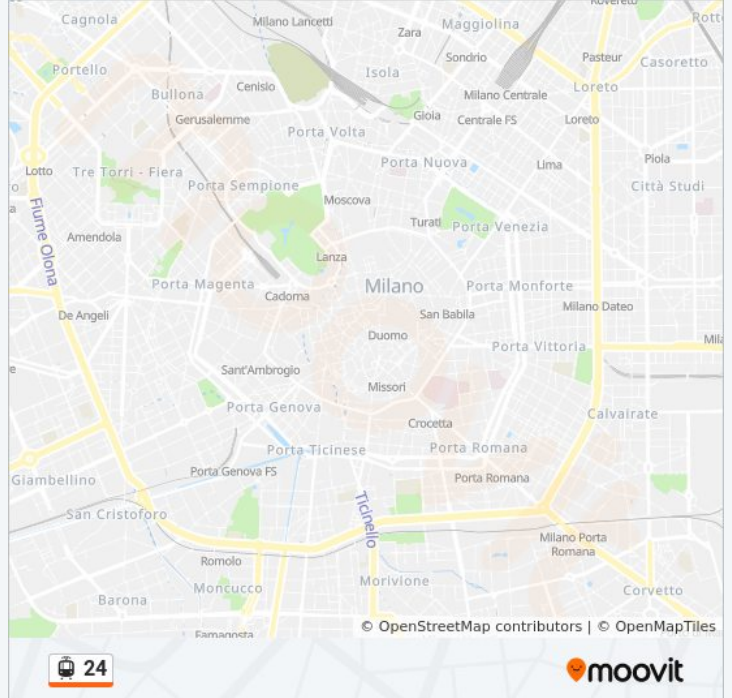 Rovereto
Cagnola
Milano Lancetti
Maggiolina
Rott
Zara
Sondrio
Pasteur
Casoretto
Portello
Isola
Cenisio
Loreto
Bullona
Milano Centrale
Gerusalemme
Gioia
Centrale FS
Loreto
Porta Volta
Piola
Lotto
Tre Torri - Fiera
Porta Nuova
Lima
Porta Sempione
Città Studi
o
Moscova
a
Fiume Olona
Turati
Porta Venezia
Amendola
Lanza
Porta Magenta
Milano
Porta Monforte
Cadorna
Milano Dateo
De Angeli
San Babila
Duomo
Mila
Porta Vittoria
e
Sant'Ambrogio
Missori
Porta Genova
Calvairate
Crocetta
Porta Ticinese
Porta Romana
Giambellino
Porta Genova FS
Porta Romana
San Cristoforo
Ticinello
Milano Porta
Romana
Romolo
Morivione
Moncucco
Corvetto
Barona
Famagosta
© OpenStreetMap contributors | © OpenMapTiles
24
moovit